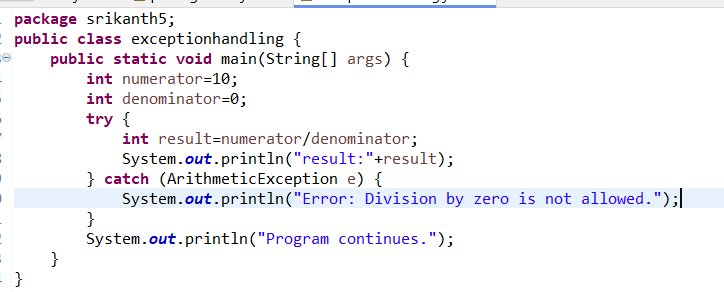 package srikanth5;
public class exceptionhandling {
    public static void main(String[] args) {
        int numerator=10;
        int denominator=0;
        try {
            int result=numerator/denominator;
            System.out.println("result:"+result);
        } catch (ArithmeticException e) {
            System.out.println("Error: Division by zero is not allowed.");
        }
        System.out.println("Program continues.");
    }
}